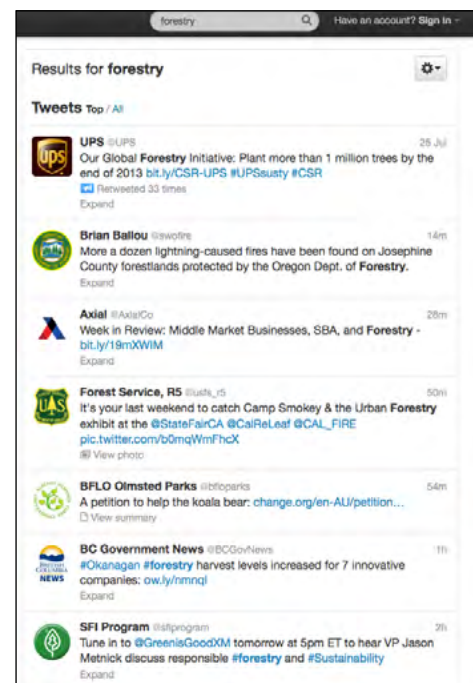 forestry
Have an account? Sign in
Results for forestry
Tweets Top / All
UPS @UPS 25 Jul
Our Global Forestry Initiative: Plant more than 1 million trees by the
end of 2013 bit.ly/CSR-UPS #UPSsusty #CSR
Retweeted 33 times
Expand
Brian Ballou @swofire 14m
More a dozen lightning-caused fires have been found on Josephine
County forestlands protected by the Oregon Dept. of Forestry.
Expand
Axial @AxialCo 28m
Week in Review: Middle Market Businesses, SBA, and Forestry -
bit.ly/19mXWIM
Expand
Forest Service, R5 @usfs_r5 50m
It's your last weekend to catch Camp Smokey & the Urban Forestry
exhibit at the @StateFairCA @CalReLeaf @CAL_FIRE
pic.twitter.com/b0mqWmFhcX
View photo
BFLO Olmsted Parks @bfloparks 54m
A petition to help the koala bear: change.org/en-AU/petition...
View summary
BC Government News @BCGovNews 1h
#Okanagan #forestry harvest levels increased for 7 innovative
companies: ow.ly/nmnql
Expand
SFI Program @sfiprogram 2h
Tune in to @GreenisGoodXM tomorrow at 5pm ET to hear VP Jason
Metnick discuss responsible #forestry and #Sustainability
Expand
ups
UAS
BRITISH
COLUMBIA
NEWS